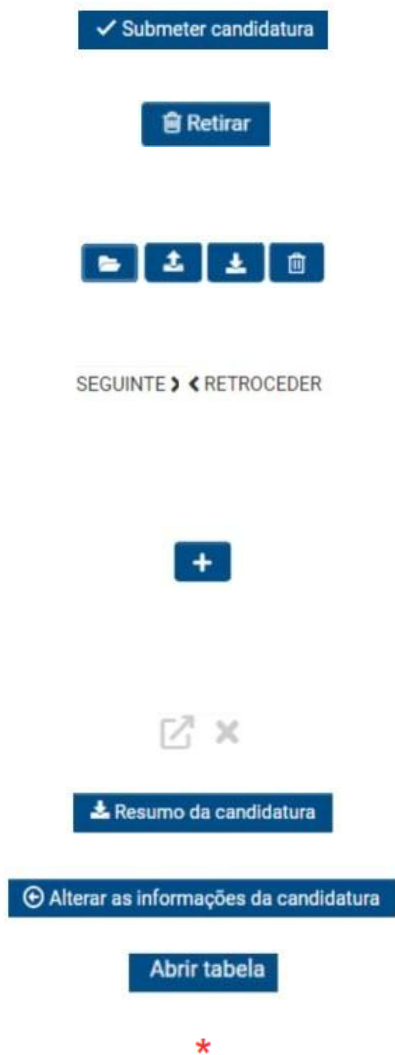 Submeter candidatura
Retirar
SEGUINTE RETROCEDER
+
Resumo da candidatura
Alterar as informações da candidatura
Abrir tabela
*